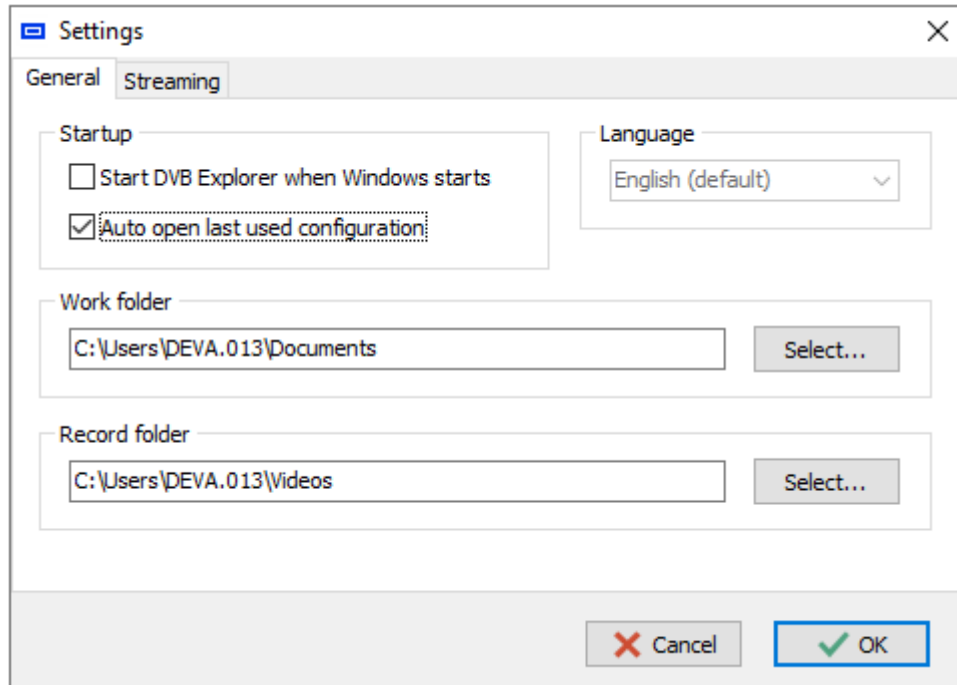 Settings
General
Streaming
Startup
Start DVB Explorer when Windows starts
Auto open last used configuration
Language
English (default)
Work folder
C:\Users\DEVA.013\Documents
Select...
Record folder
C:\Users\DEVA.013\Videos
Select...
Cancel
OK